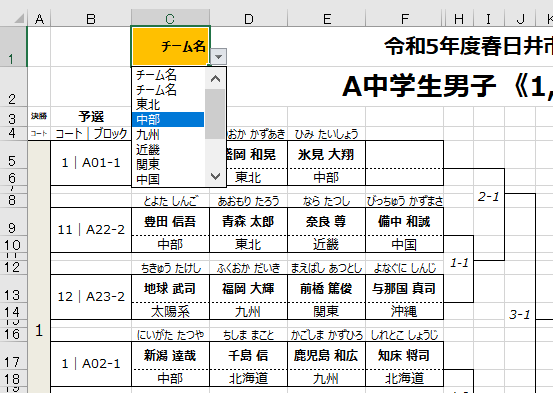 A B C D E F H I J
1 チーム名 令和5年度春日井市
2 A中学生男子 《1,
チーム名
チーム名
東北
中部
九州
近畿
関東
中国
3 決勝 予選
4 コート コート｜ブロック おか かずあき ひみ たいしょう
5 1｜A01-1 盛岡 和晃 氷見 大翔
6 東北 中部
2-1
8 とよた しんご あおもり たろう なら たつし びっちゅう かずまさ
9 11｜A22-2 豊田 信吾 青森 太郎 奈良 尊 備中 和誠
10 中部 東北 近畿 中国
1-1
12 ちきゅう たけし ふくおか だいき まえばし あつとし よなぐに しんじ
13 12｜A23-2 地球 武司 福岡 大輝 前橋 篤俊 与那国 真司
14 太陽系 九州 関東 沖縄
3-1
1
16 にいがた たつや ちしま まこと かごしま かずひろ しれとこ しょうじ
17 1｜A02-1 新潟 達哉 千島 信 鹿児島 和広 知床 将司
18 中部 北海道 九州 北海道